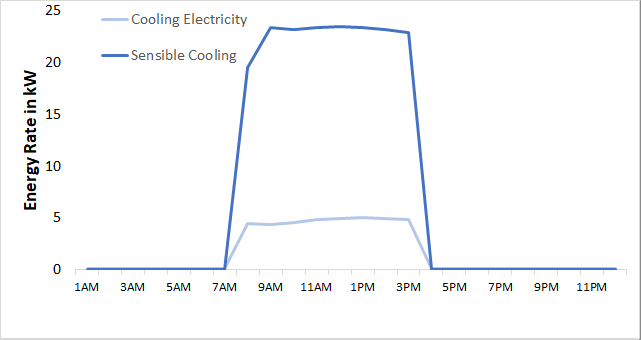 25
Cooling Electricity
20
Sensible Cooling
15
10
5
0
Energy Rate in kW
1AM 3AM 5AM 7AM 9AM 11AM 1PM 3PM 5PM 7PM 9PM 11PM